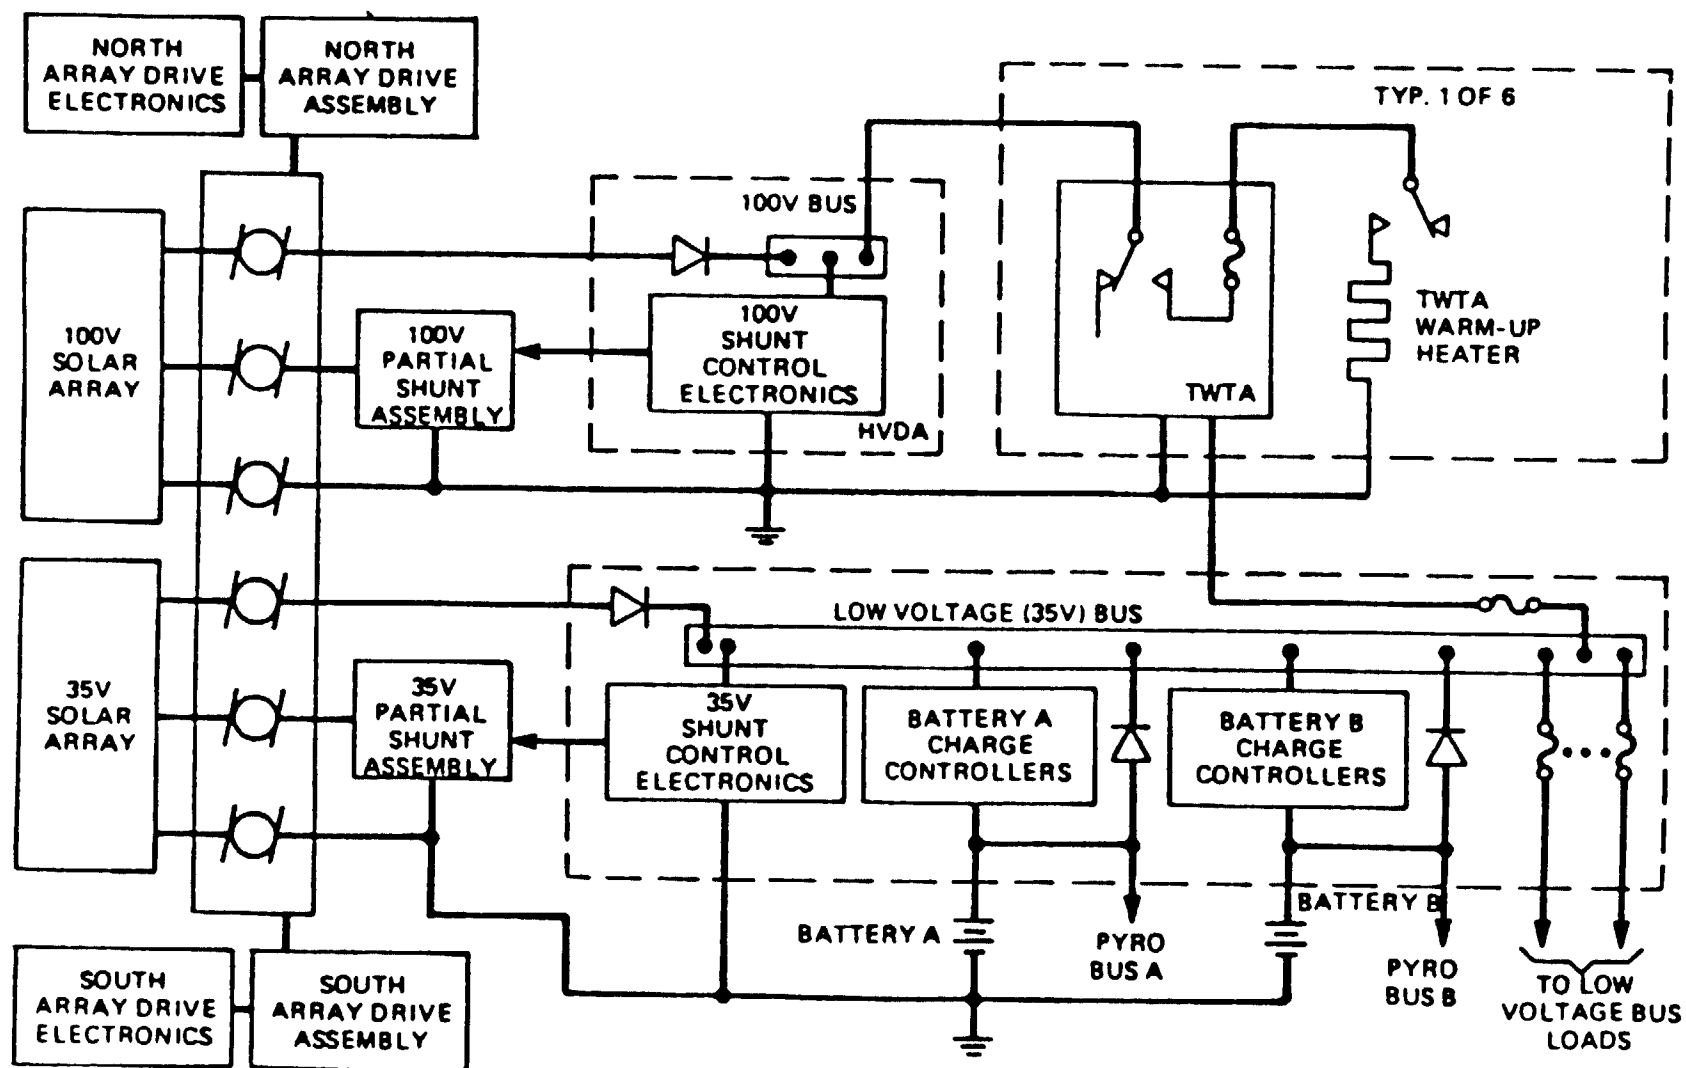 NORTH
ARRAY DRIVE
ELECTRONICS
NORTH
ARRAY DRIVE
ASSEMBLY
TYP. 1 OF 6
100V BUS
100V
SOLAR
ARRAY
100V
PARTIAL
SHUNT
ASSEMBLY
100V
SHUNT
CONTROL
ELECTRONICS
HVDA
TWTA
TWTA
WARM-UP
HEATER
LOW VOLTAGE (35V) BUS
35V
SOLAR
ARRAY
35V
PARTIAL
SHUNT
ASSEMBLY
35V
SHUNT
CONTROL
ELECTRONICS
BATTERY A
CHARGE
CONTROLLERS
BATTERY B
CHARGE
CONTROLLERS
BATTERY A
PYRO
BUS A
BATTERY B
PYRO
BUS B
TO LOW
VOLTAGE BUS
LOADS
SOUTH
ARRAY DRIVE
ELECTRONICS
SOUTH
ARRAY DRIVE
ASSEMBLY